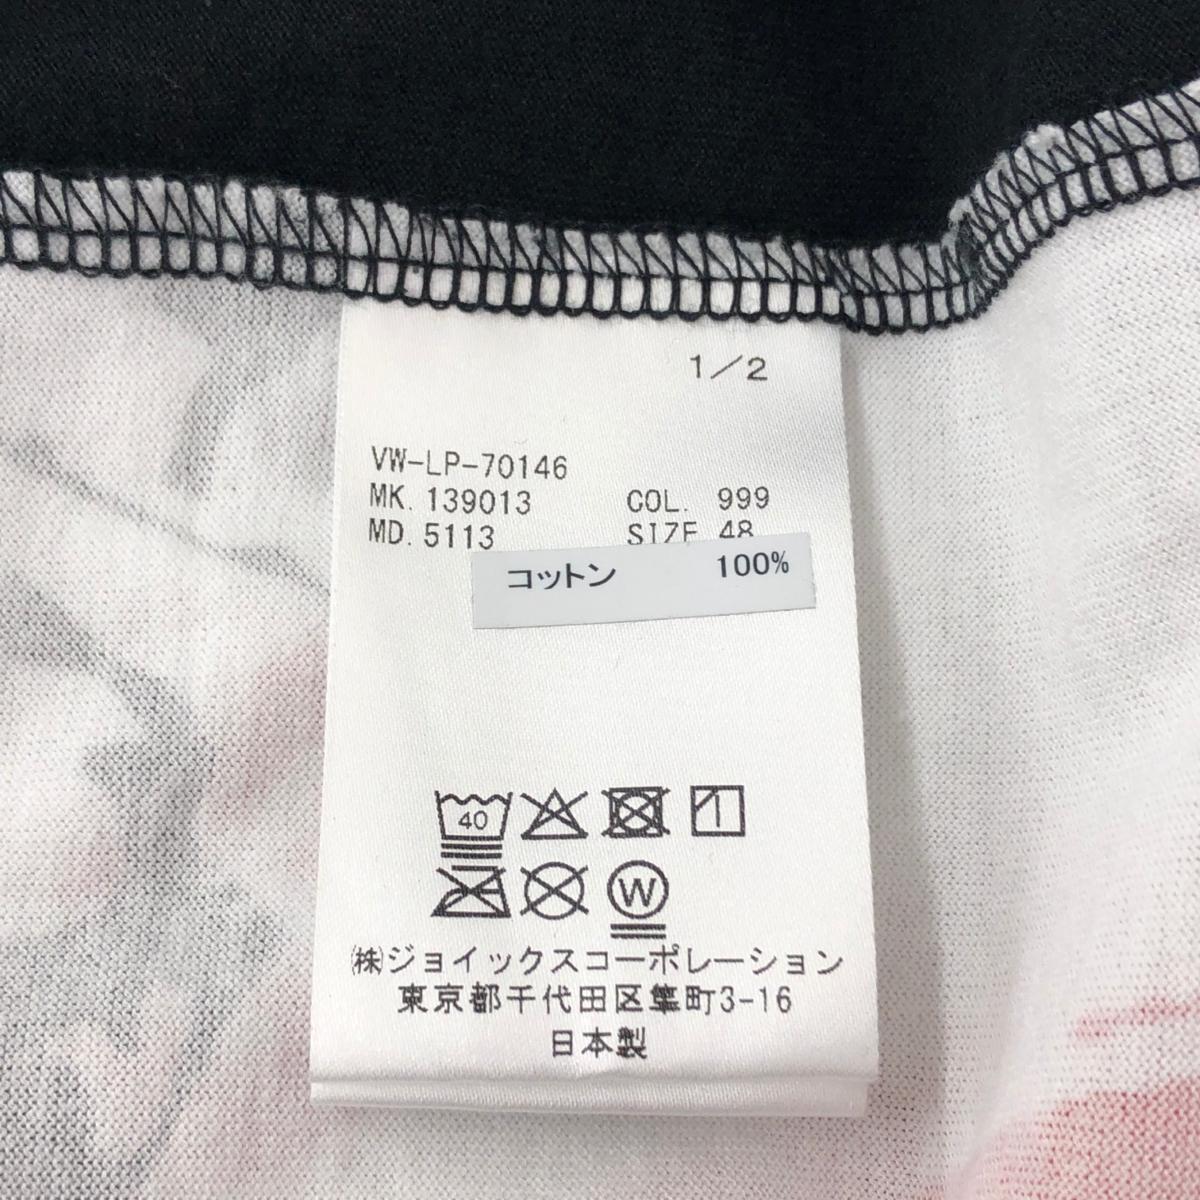 1／2
VW-LP-70146
MK. 139013 COL. 999
MD. 5113 SIZE 48
コットン 100%
40
W
㈱ジョイックスコーポレーション
東京都千代田区隼町3-16
日本製